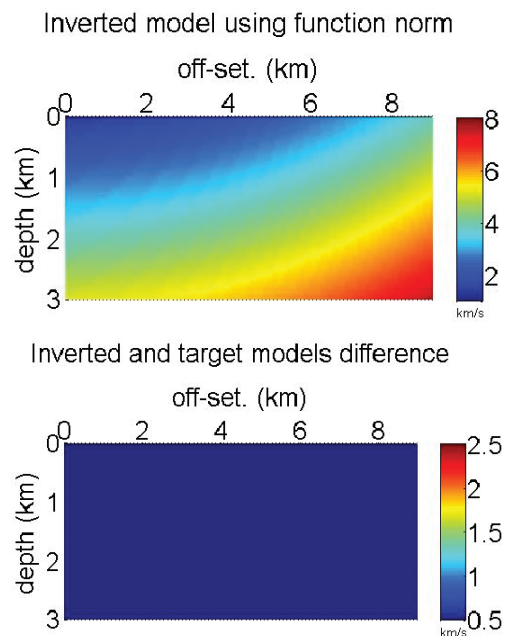 Inverted model using function norm
off-set. (km)
0 2 4 6 8
depth (km)
0
1
2
3
8
6
4
2
km/s
Inverted and target models difference
off-set. (km)
0 2 4 6 8
depth (km)
0
1
2
3
2.5
2
1.5
1
0.5
km/s